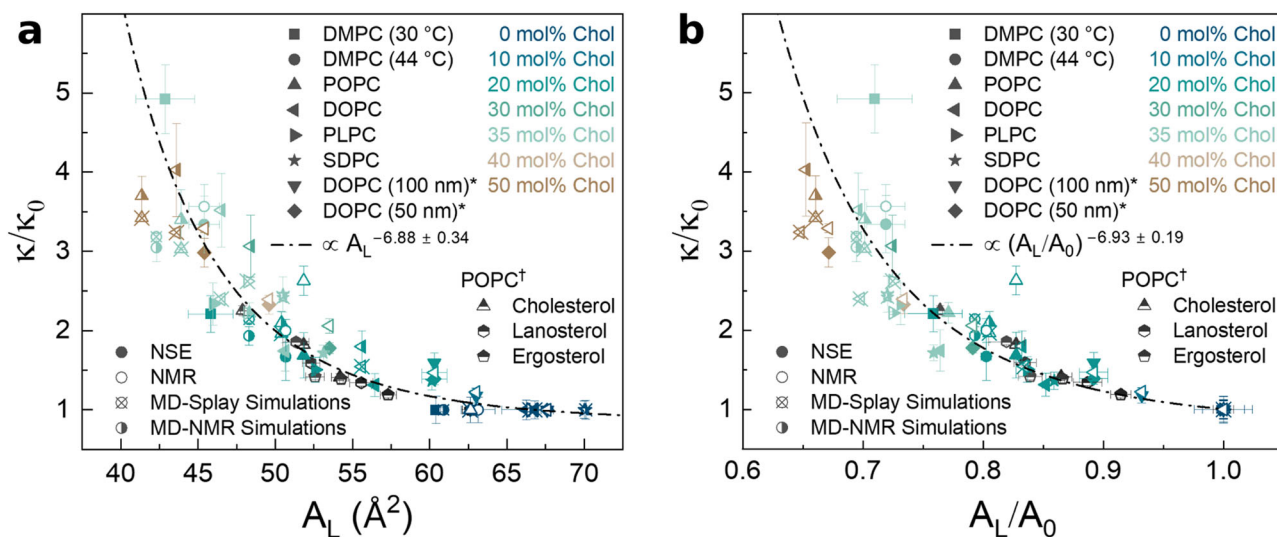 a
DMPC (30 °C)
DMPC (44 °C)
POPC
DOPC
PLPC
SDPC
DOPC (100 nm)*
DOPC (50 nm)*
∝ A_L^−6.88 ± 0.34
0 mol% Chol
10 mol% Chol
20 mol% Chol
30 mol% Chol
35 mol% Chol
40 mol% Chol
50 mol% Chol
POPC†
Cholesterol
Lanosterol
Ergosterol
NSE
NMR
MD-Splay Simulations
MD-NMR Simulations
κ/κ₀
5
4
3
2
1
40 45 50 55 60 65 70
A_L (Å²)
b
DMPC (30 °C)
DMPC (44 °C)
POPC
DOPC
PLPC
SDPC
DOPC (100 nm)*
DOPC (50 nm)*
∝ (A_L/A₀)^−6.93 ± 0.19
0 mol% Chol
10 mol% Chol
20 mol% Chol
30 mol% Chol
35 mol% Chol
40 mol% Chol
50 mol% Chol
POPC†
Cholesterol
Lanosterol
Ergosterol
NSE
NMR
MD-Splay Simulations
MD-NMR Simulations
κ/κ₀
5
4
3
2
1
0.6 0.7 0.8 0.9 1.0
A_L/A₀